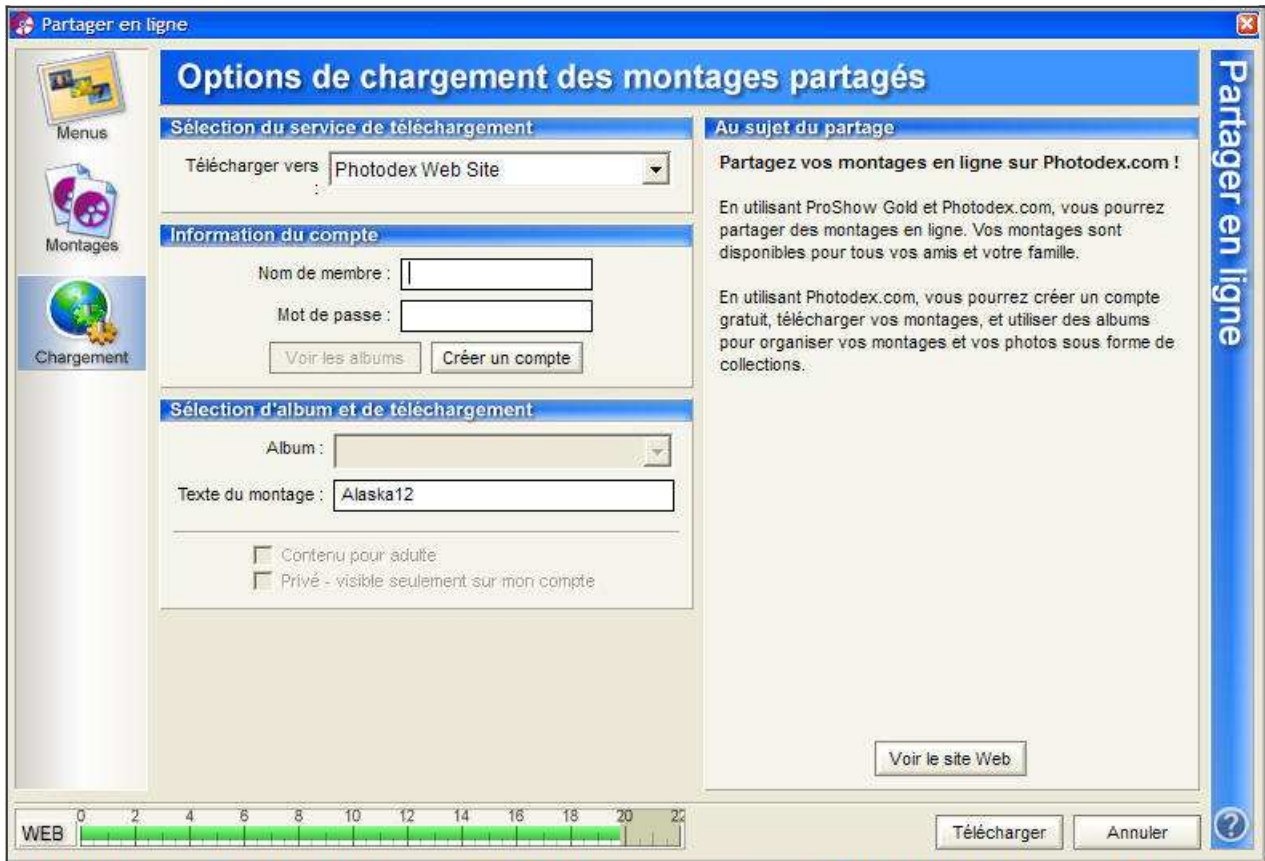 Partager en ligne
Menus
Montages
Chargement
Options de chargement des montages partagés
Sélection du service de téléchargement
Télécharger vers : Photodex Web Site
Information du compte
Nom de membre :
Mot de passe :
Voir les albums Créer un compte
Sélection d'album et de téléchargement
Album :
Texte du montage : Alaska12
Contenu pour adulte
Privé - visible seulement sur mon compte
Au sujet du partage
Partagez vos montages en ligne sur Photodex.com !
En utilisant ProShow Gold et Photodex.com, vous pourrez
partager des montages en ligne. Vos montages sont
disponibles pour tous vos amis et votre famille.
En utilisant Photodex.com, vous pourrez créer un compte
gratuit, télécharger vos montages, et utiliser des albums
pour organiser vos montages et vos photos sous forme de
collections.
Voir le site Web
Partager en ligne
WEB 0 2 4 6 8 10 12 14 16 18 20 22
Télécharger Annuler ?